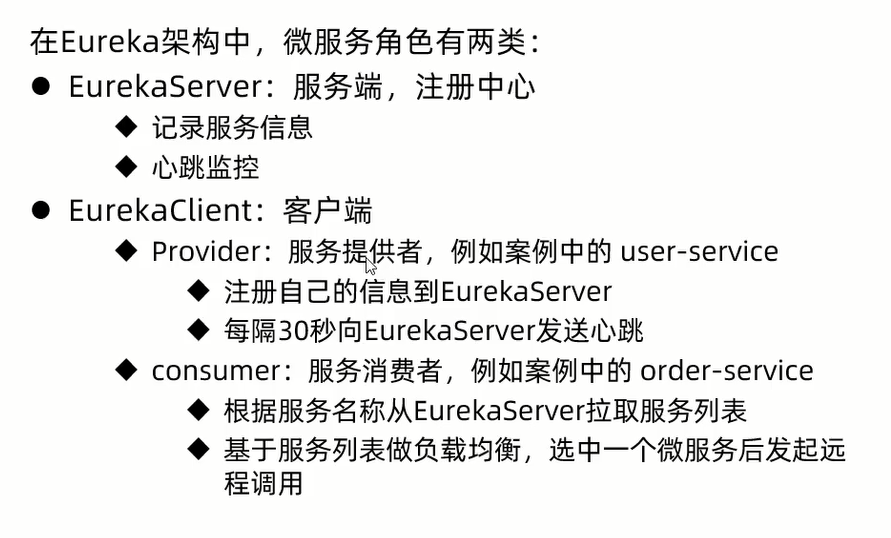 在Eureka架构中，微服务角色有两类：
EurekaServer：服务端，注册中心
记录服务信息
心跳监控
EurekaClient：客户端
Provider：服务提供者，例如案例中的 user-service
注册自己的信息到EurekaServer
每隔30秒向EurekaServer发送心跳
consumer：服务消费者，例如案例中的 order-service
根据服务名称从EurekaServer拉取服务列表
基于服务列表做负载均衡，选中一个微服务后发起远
程调用